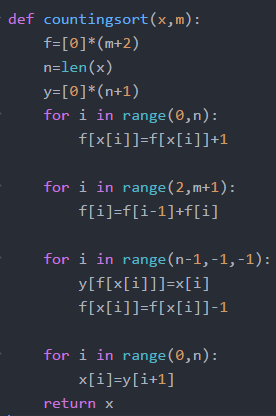 def countingsort(x,m):
    f=[0]*(m+2)
    n=len(x)
    y=[0]*(n+1)
    for i in range(0,n):
        f[x[i]]=f[x[i]]+1
    for i in range(2,m+1):
        f[i]=f[i-1]+f[i]
    for i in range(n-1,-1,-1):
        y[f[x[i]]]=x[i]
        f[x[i]]=f[x[i]]-1
    for i in range(0,n):
        x[i]=y[i+1]
    return x